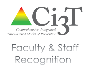 Ci3T
Faculty & Staff
Recognition